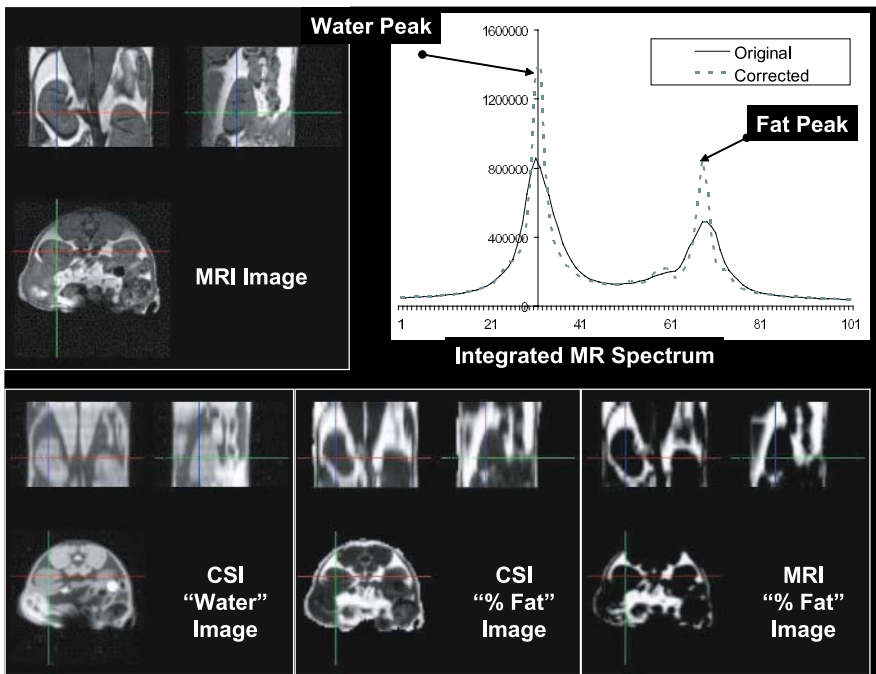 Water Peak
1600000
Original
Corrected
1200000
Fat Peak
800000
400000
0
1 21 41 61 81 101
MRI Image
Integrated MR Spectrum
CSI
“Water”
Image
CSI
“% Fat”
Image
MRI
“% Fat”
Image